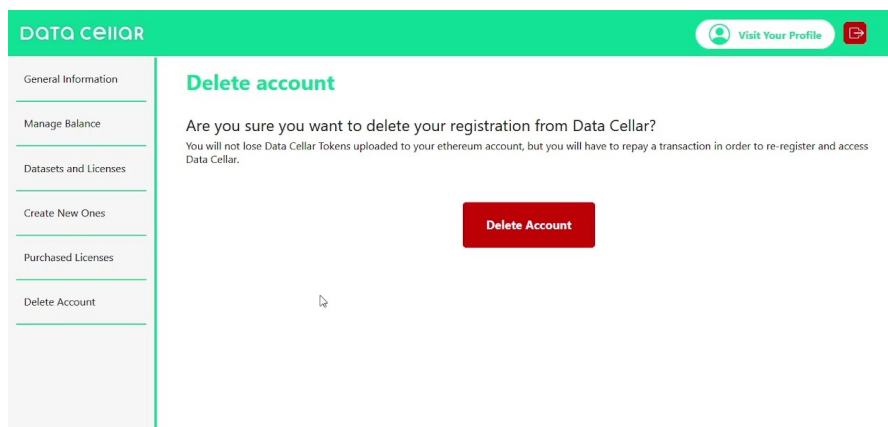 DATA CELLAR
Visit Your Profile
General Information
Manage Balance
Datasets and Licenses
Create New Ones
Purchased Licenses
Delete Account
Delete account
Are you sure you want to delete your registration from Data Cellar?
You will not lose Data Cellar Tokens uploaded to your ethereum account, but you will have to repay a transaction in order to re-register and access
Data Cellar.
Delete Account